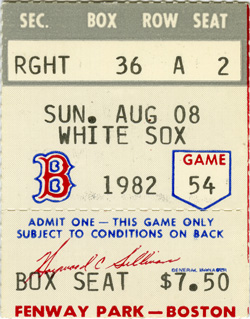 SEC. BOX ROW SEAT
RGHT 36 A 2
SUN. AUG 08
WHITE SOX
B 1982 GAME 54
ADMIT ONE — THIS GAME ONLY
SUBJECT TO CONDITIONS ON BACK
Haywood C Sullivan
GENERAL MANAGER
BOX SEAT $7.50
FENWAY PARK — BOSTON